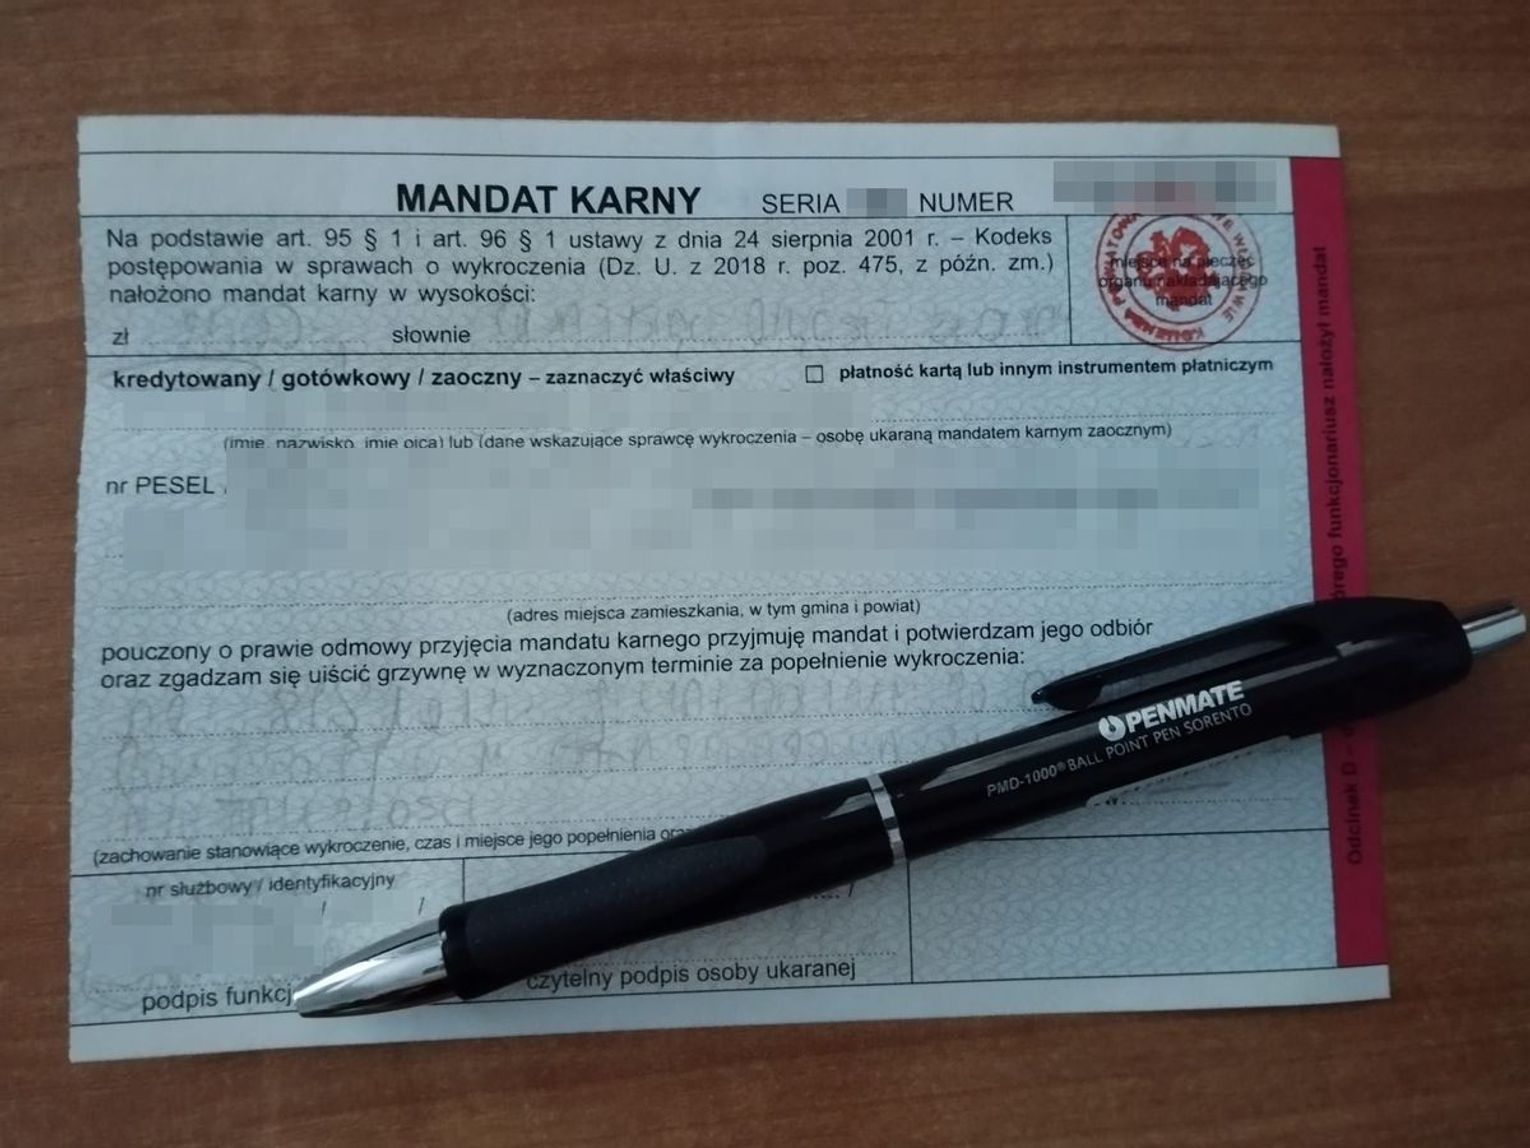 MANDAT KARNY SERIA NUMER
Na podstawie art. 95 § 1 i art. 96 § 1 ustawy z dnia 24 sierpnia 2001 r. – Kodeks
postępowania w sprawach o wykroczenia (Dz. U. z 2018 r. poz. 475, z późn. zm.)
nałożono mandat karny w wysokości:
zł słownie
miejsce na pieczęć
organu nakładającego
mandat
kredytowany / gotówkowy / zaoczny – zaznaczyć właściwy
płatność kartą lub innym instrumentem płatniczym
(imię, nazwisko, imię ojca) lub (dane wskazujące sprawcę wykroczenia – osobę ukaraną mandatem karnym zaocznym)
nr PESEL
(adres miejsca zamieszkania, w tym gmina i powiat)
pouczony o prawie odmowy przyjęcia mandatu karnego przyjmuję mandat i potwierdzam jego odbiór
oraz zgadzam się uiścić grzywnę w wyznaczonym terminie za popełnienie wykroczenia:
(zachowanie stanowiące wykroczenie, czas i miejsce jego popełnienia
nr służbowy / identyfikacyjny
podpis funkcj
czytelny podpis osoby ukaranej
Odcinek D –
funkcjonariusz nałożył mandat
PENMATE
PMD-1000® BALL POINT PEN SORENTO